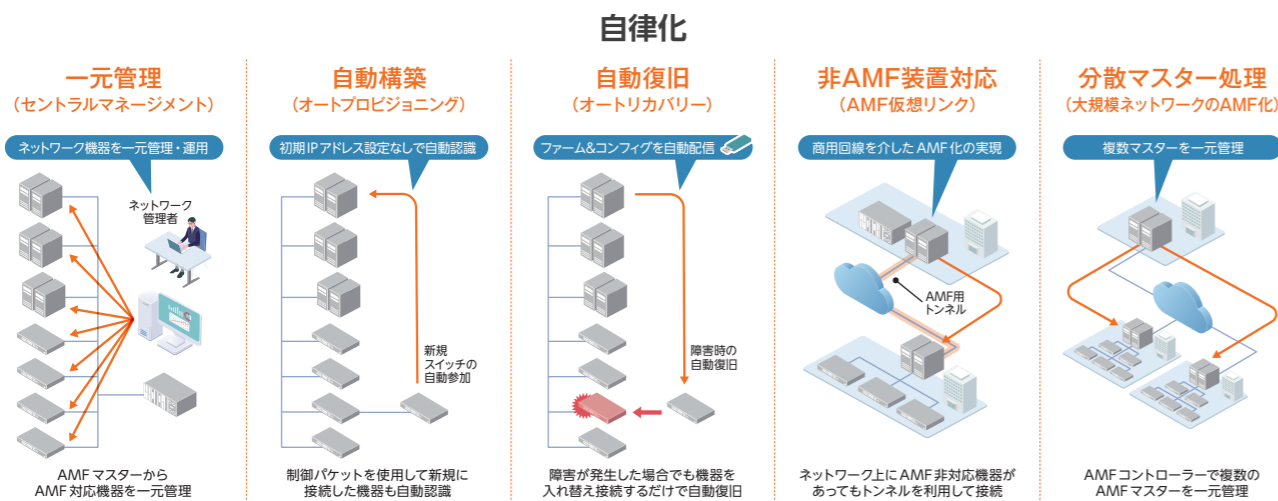 自律化
一元管理
（セントラルマネージメント）
ネットワーク機器を一元管理・運用
ネットワーク
管理者
AMFマスターから
AMF対応機器を一元管理
自動構築
（オートプロビジョニング）
初期IPアドレス設定なしで自動認識
新規
スイッチの
自動参加
制御パケットを使用して新規に
接続した機器も自動認識
自動復旧
（オートリカバリー）
ファーム&コンフィグを自動配信
障害時の
自動復旧
障害が発生した場合でも機器を
入れ替え接続するだけで自動復旧
非AMF装置対応
（AMF仮想リンク）
商用回線を介したAMF化の実現
AMF用
トンネル
ネットワーク上にAMF非対応機器が
あってもトンネルを利用して接続
分散マスター処理
（大規模ネットワークのAMF化）
複数マスターを一元管理
AMFコントローラーで複数の
AMFマスターを一元管理